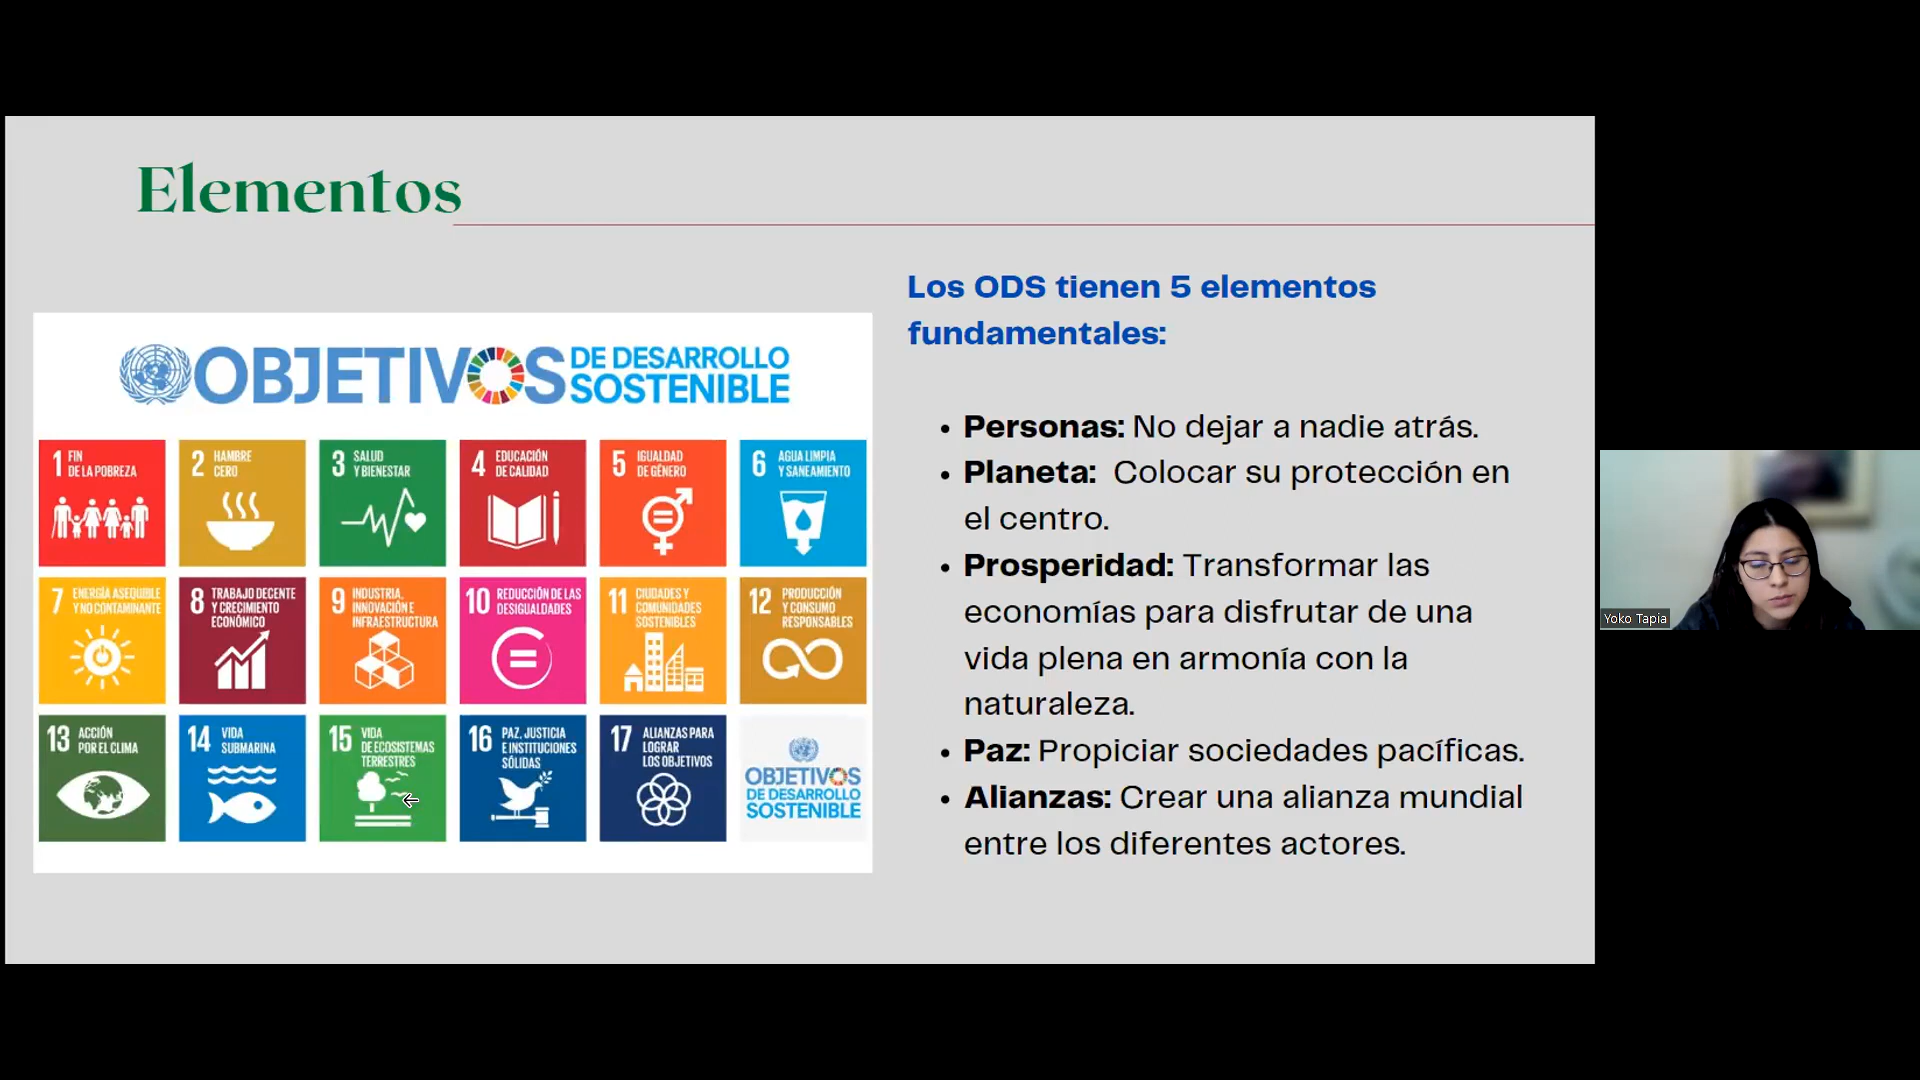 Elementos
OBJETIVOS DE DESARROLLO
SOSTENIBLE
1 FIN
DE LA POBREZA
2 HAMBRE
CERO
3 SALUD
Y BIENESTAR
4 EDUCACIÓN
DE CALIDAD
5 IGUALDAD
DE GÉNERO
6 AGUA LIMPIA
Y SANEAMIENTO
7 ENERGÍA ASEQUIBLE
Y NO CONTAMINANTE
8 TRABAJO DECENTE
Y CRECIMIENTO
ECONÓMICO
9 INDUSTRIA,
INNOVACIÓN E
INFRAESTRUCTURA
10 REDUCCIÓN DE LAS
DESIGUALDADES
11 CIUDADES Y
COMUNIDADES
SOSTENIBLES
12 PRODUCCIÓN
Y CONSUMO
RESPONSABLES
13 ACCIÓN
POR EL CLIMA
14 VIDA
SUBMARINA
15 VIDA
DE ECOSISTEMAS
TERRESTRES
16 PAZ, JUSTICIA
E INSTITUCIONES
SÓLIDAS
17 ALIANZAS PARA
LOGRAR
LOS OBJETIVOS
OBJETIVOS
DE DESARROLLO
SOSTENIBLE
Los ODS tienen 5 elementos
fundamentales:
• Personas: No dejar a nadie atrás.
• Planeta: Colocar su protección en
el centro.
• Prosperidad: Transformar las
economías para disfrutar de una
vida plena en armonía con la
naturaleza.
• Paz: Propiciar sociedades pacíficas.
• Alianzas: Crear una alianza mundial
entre los diferentes actores.
Yoko Tapia